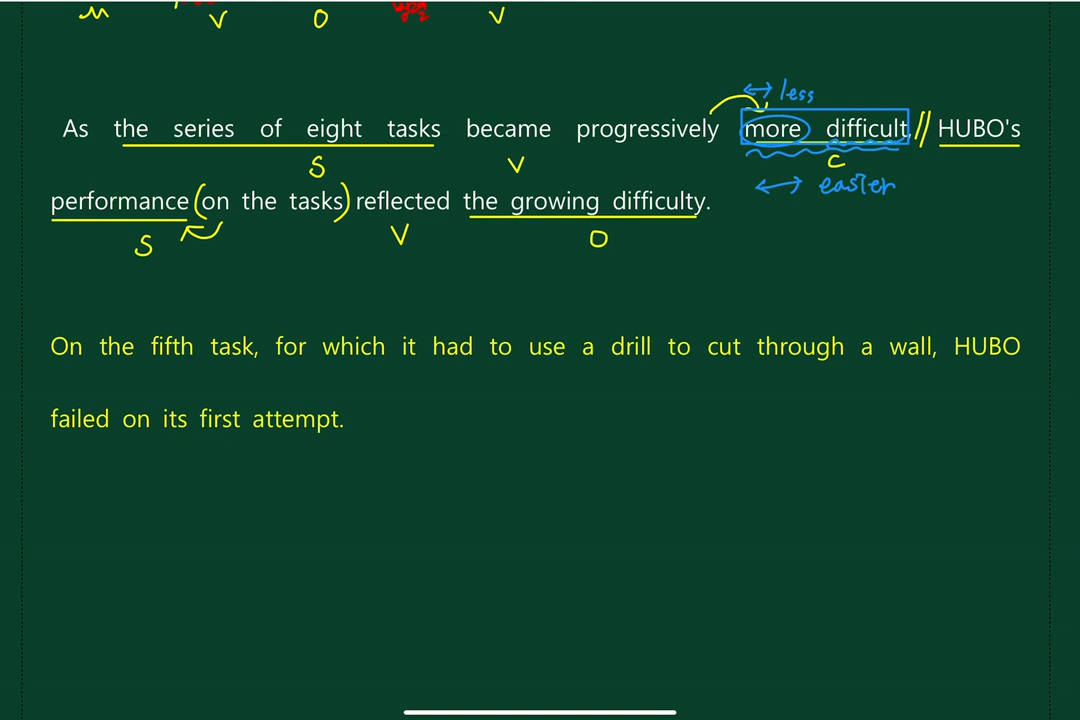 M V O V
↔ less
As the series of eight tasks became progressively more difficult, // HUBO's
S V C
↔ easier
performance (on the tasks) reflected the growing difficulty.
S V O
On the fifth task, for which it had to use a drill to cut through a wall, HUBO
failed on its first attempt.